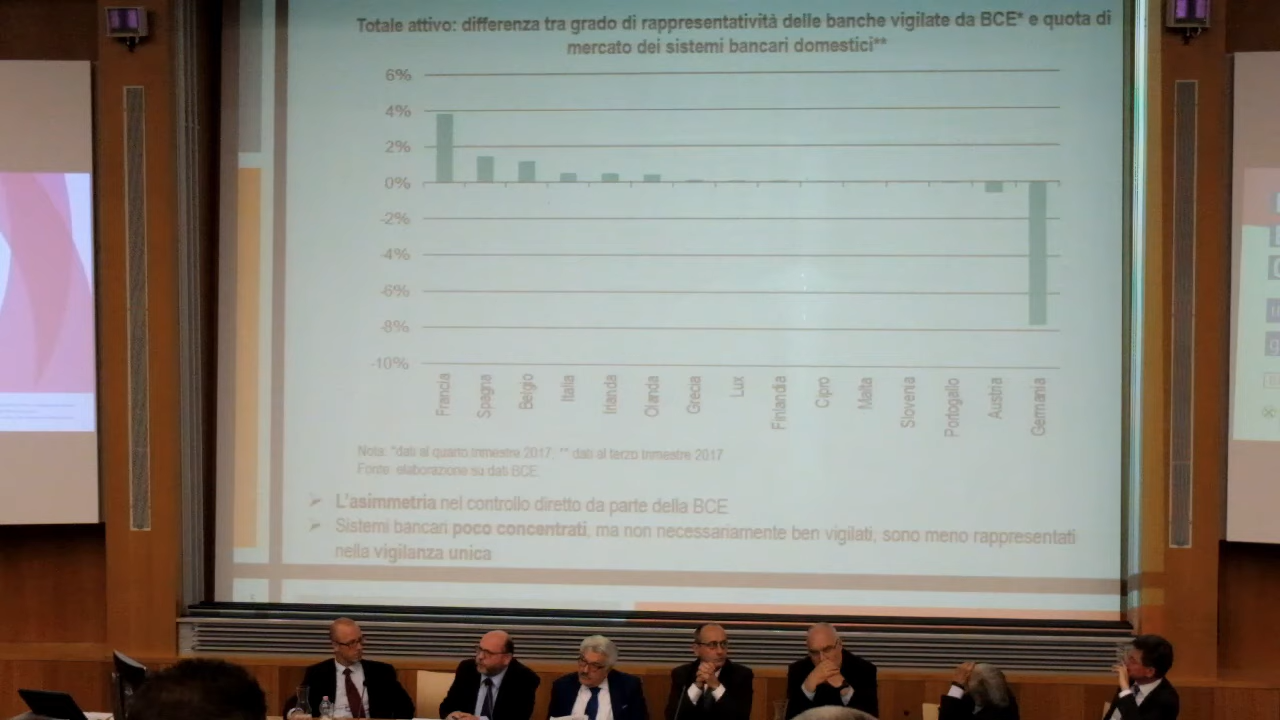 Totale attivo: differenza tra grado di rappresentatività delle banche vigilate da BCE* e quota di
mercato dei sistemi bancari domestici**
6%
4%
2%
0%
-2%
-4%
-6%
-8%
-10%
Francia
Spagna
Belgio
Italia
Irlanda
Olanda
Grecia
Lux
Finlandia
Cipro
Malta
Slovenia
Portogallo
Austria
Germania
Nota: *dati al quarto trimestre 2017; ** dati al terzo trimestre 2017
Fonte: elaborazione su dati BCE.
L'asimmetria nel controllo diretto da parte della BCE
Sistemi bancari poco concentrati, ma non necessariamente ben vigilati, sono meno rappresentati
nella vigilanza unica